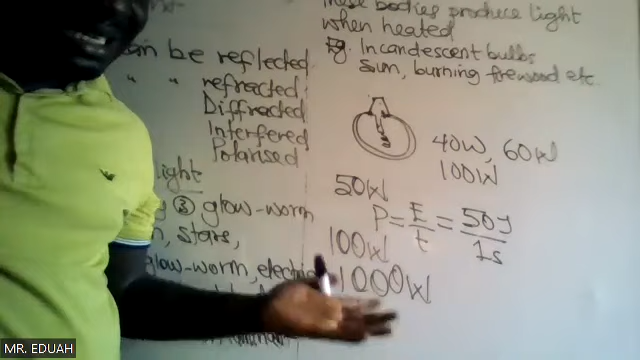 These bodies produce light
when heated
Eg: Incandescent bulbs
Sun, burning firewood etc.
can be reflected
" " refracted
Diffracted
Interfered
Polarised
light
③ glow-worm
stars,
glow-worm,
40W, 60W
100W
50W
P = E/t = 50J/1s
100W
1000W
MR. EDUAH